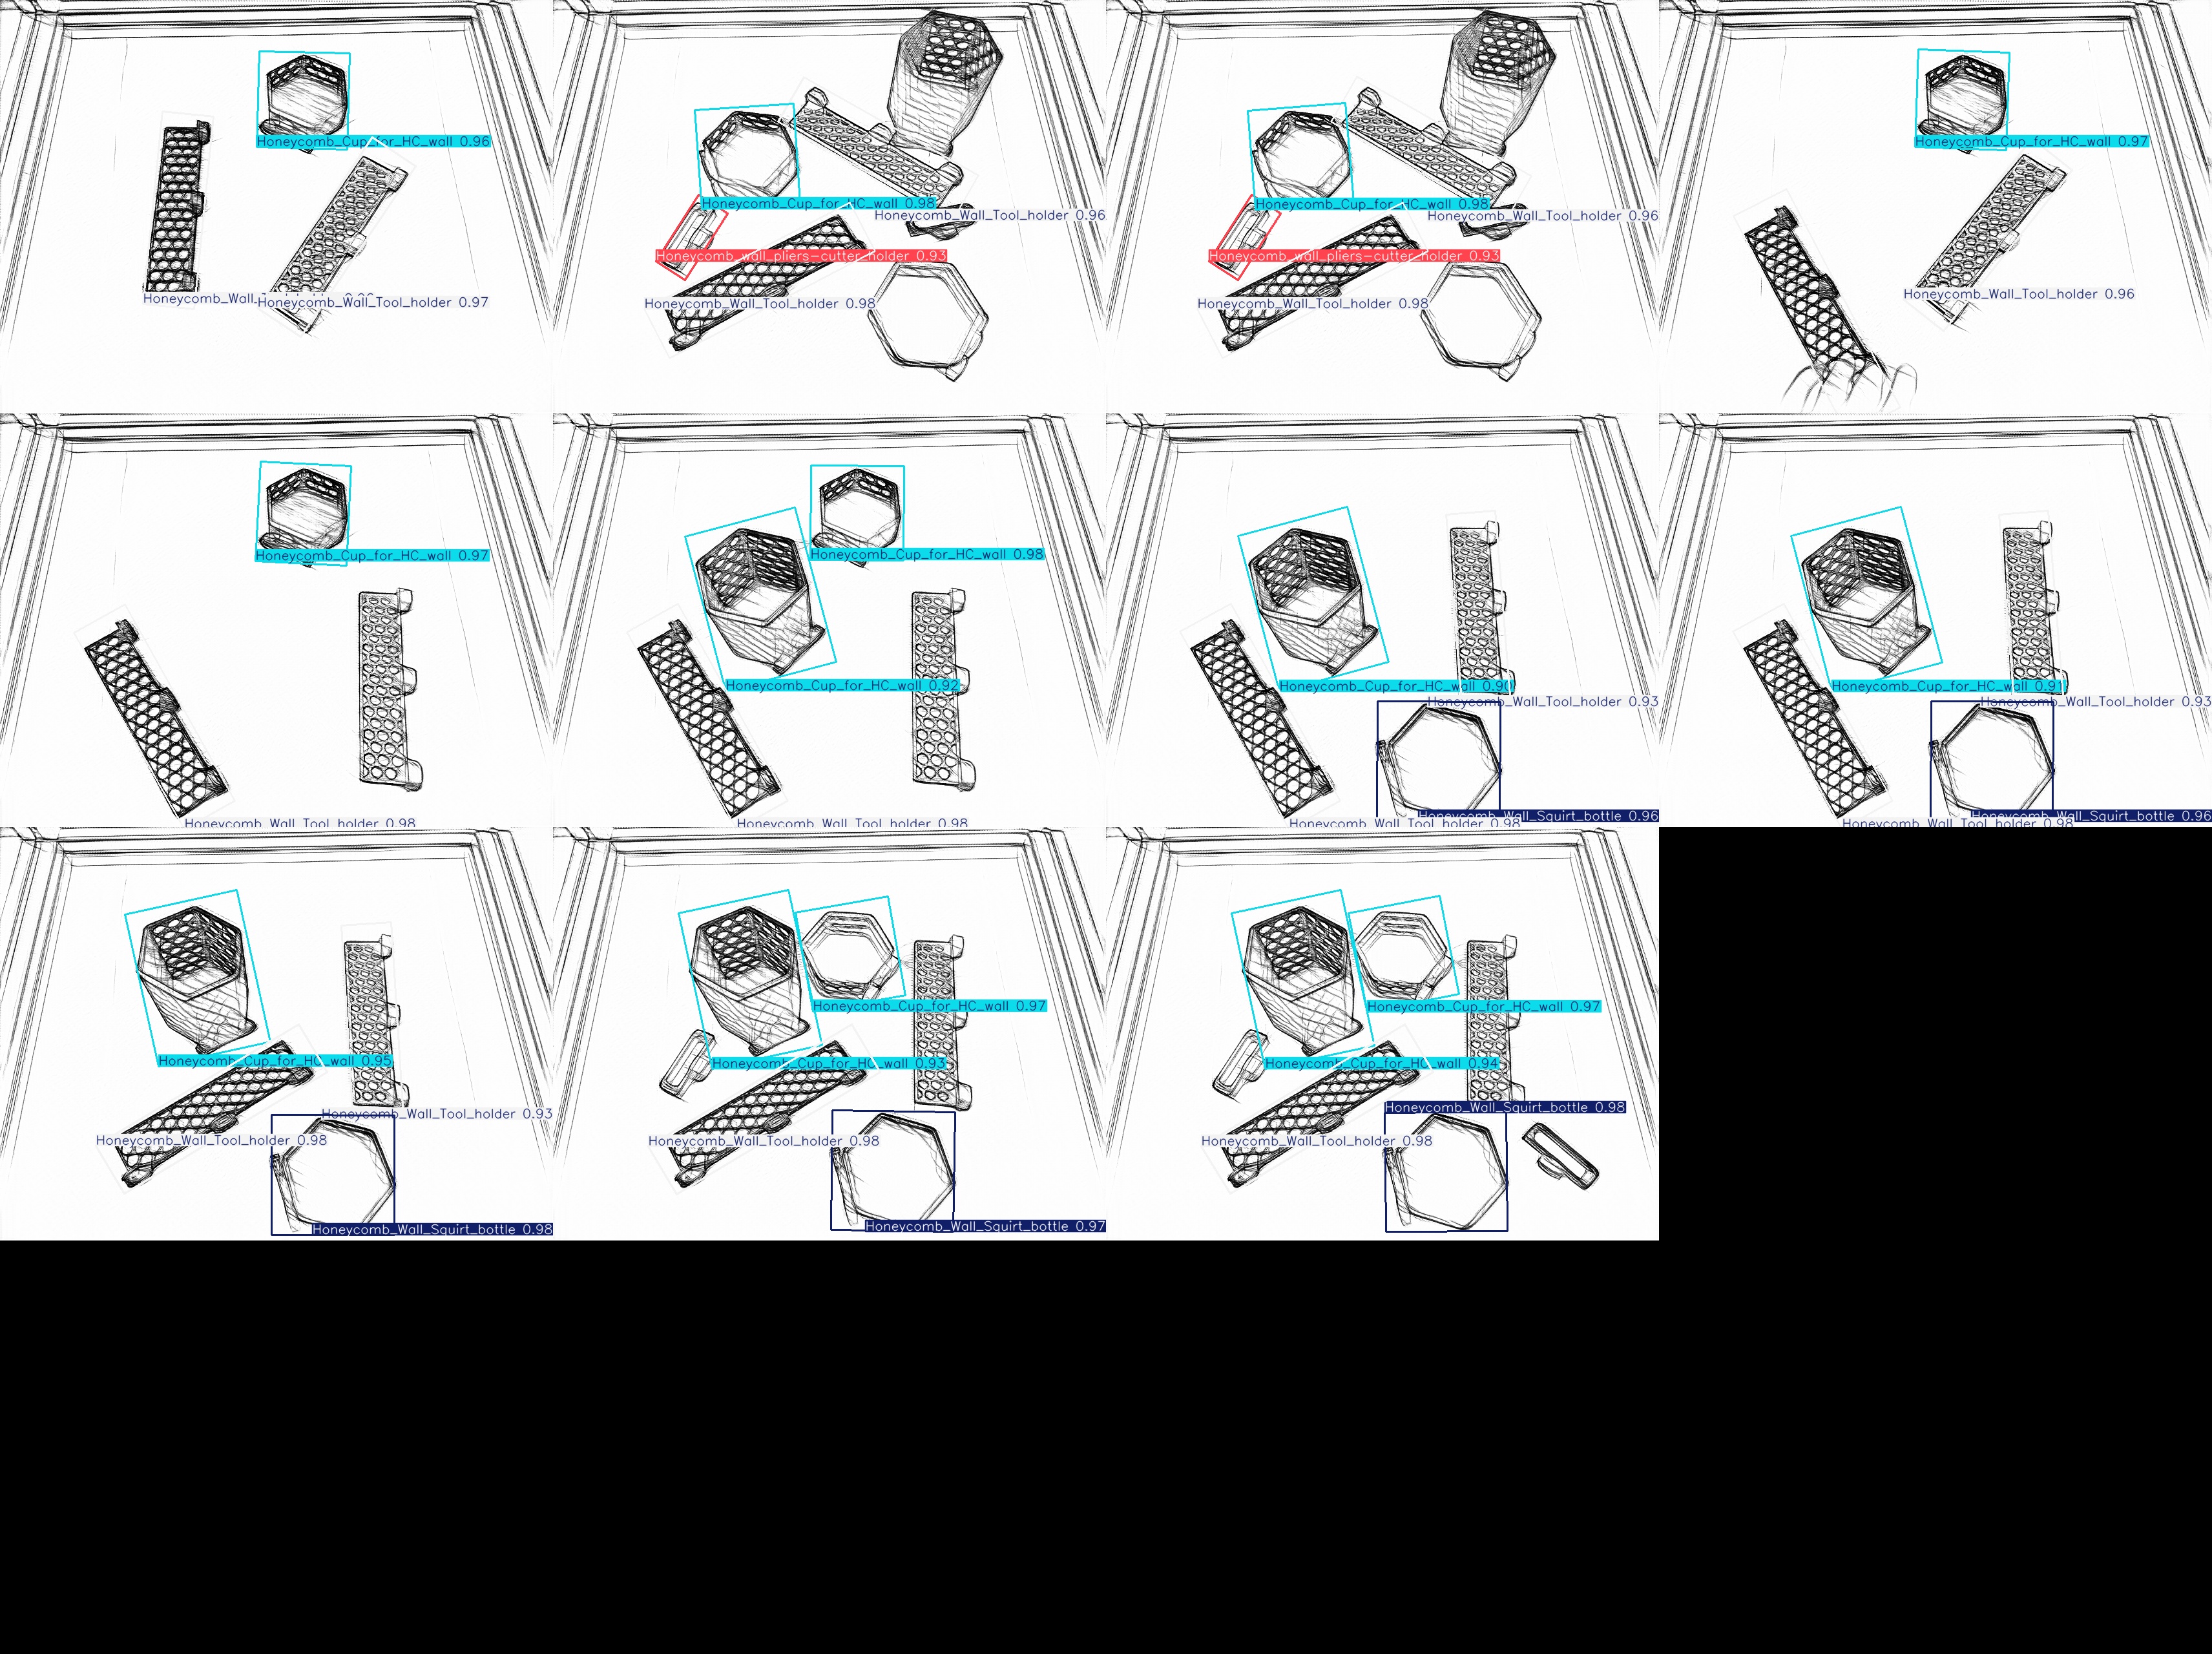 Honeycomb_Cup_for_HC_wall 0.96
Honeycomb_Wall_
Honeycomb_Wall_Tool_holder 0.97
Honeycomb_Cup_for_HC_wall 0.98
Honeycomb_Wall_Tool_holder 0.96
Honeycomb_wall_pliers-cutter_holder 0.93
Honeycomb_Wall_Tool_holder 0.98
Honeycomb_Cup_for_HC_wall 0.98
Honeycomb_Wall_Tool_holder 0.96
Honeycomb_wall_pliers-cutter_holder 0.93
Honeycomb_Wall_Tool_holder 0.98
Honeycomb_Cup_for_HC_wall 0.97
Honeycomb_Wall_Tool_holder 0.96
Honeycomb_Cup_for_HC_wall 0.97
Honeycomb_Wall_Tool_holder 0.98
Honeycomb_Cup_for_HC_wall 0.98
Honeycomb_Cup_for_HC_wall 0.92
Honeycomb_Wall_Tool_holder 0.98
Honeycomb_Cup_for_HC_wall 0.90
Honeycomb_Wall_Tool_holder 0.93
Honeycomb_Wall_Squirt_bottle 0.96
Honeycomb_Wall_Tool_holder 0.98
Honeycomb_Cup_for_HC_wall 0.91
Honeycomb_Wall_Tool_holder 0.93
Honeycomb_Wall_Squirt_bottle 0.96
Honeycomb_Wall_Tool_holder 0.98
Honeycomb_Cup_for_HC_wall 0.95
Honeycomb_Wall_Tool_holder 0.93
Honeycomb_Wall_Tool_holder 0.98
Honeycomb_Wall_Squirt_bottle 0.98
Honeycomb_Cup_for_HC_wall 0.97
Honeycomb_Cup_for_HC_wall 0.93
Honeycomb_Wall_Tool_holder 0.98
Honeycomb_Wall_Squirt_bottle 0.97
Honeycomb_Cup_for_HC_wall 0.97
Honeycomb_Cup_for_HC_wall 0.94
Honeycomb_Wall_Squirt_bottle 0.98
Honeycomb_Wall_Tool_holder 0.98